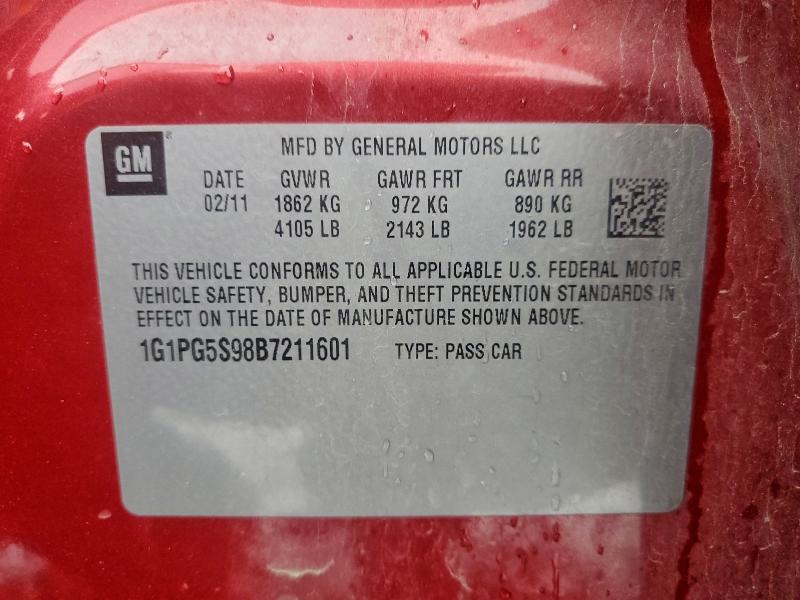 GM
MFD BY GENERAL MOTORS LLC
DATE GVWR GAWR FRT GAWR RR
02/11 1862 KG 972 KG 890 KG
4105 LB 2143 LB 1962 LB
THIS VEHICLE CONFORMS TO ALL APPLICABLE U.S. FEDERAL MOTOR
VEHICLE SAFETY, BUMPER, AND THEFT PREVENTION STANDARDS IN
EFFECT ON THE DATE OF MANUFACTURE SHOWN ABOVE.
1G1PG5S98B7211601 TYPE: PASS CAR